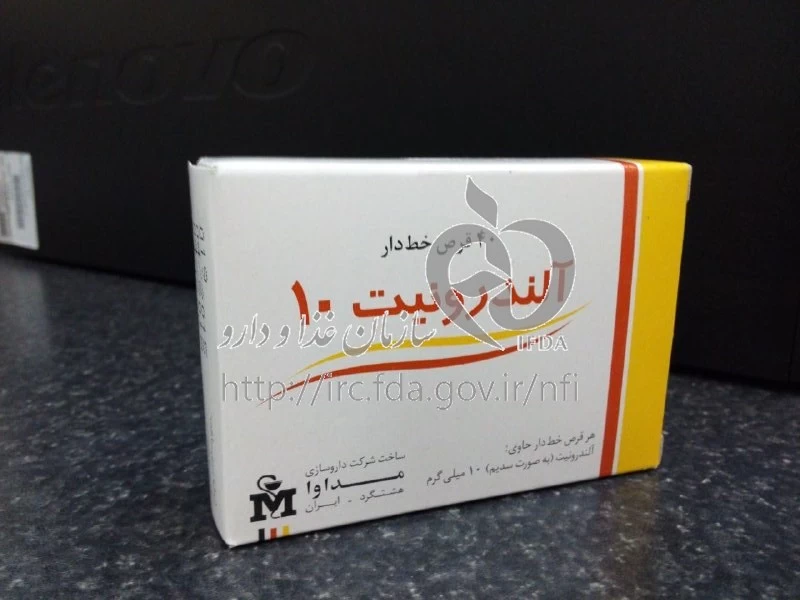 lenovo
۴۰ قرص خط‌دار
آلندرونیت ۱۰
سازمان غذا و دارو
IFDA
http://irc.fda.gov.ir/nfi
هر قرص خط‌دار حاوی:
آلندرونیت (به صورت سدیم) ۱۰ میلی گرم
ساخت شرکت داروسازی
مداوا
هشتگرد - ایران
M